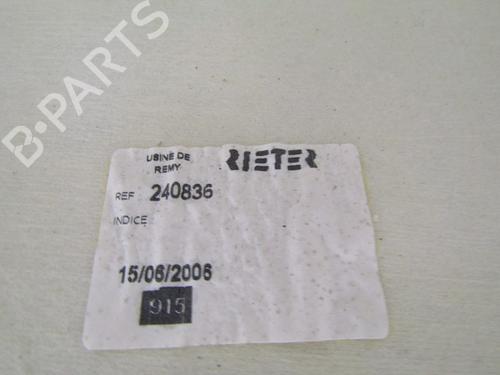 B-PARTS
USINE DE REMY
RIETER
REF 240836
INDICE
15/06/2006
915